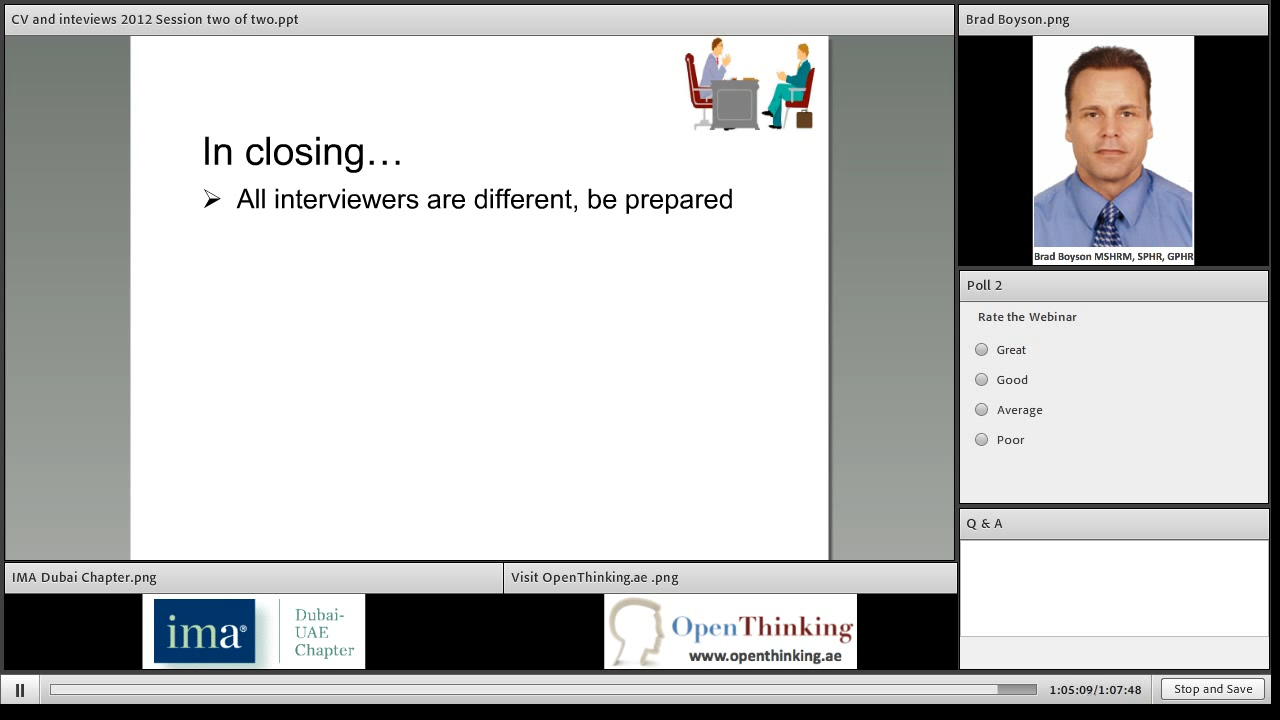 CV and inteviews 2012 Session two of two.ppt
In closing…
➢ All interviewers are different, be prepared
Brad Boyson.png
Brad Boyson MSHRM, SPHR, GPHR
Poll 2
Rate the Webinar
Great
Good
Average
Poor
Q & A
IMA Dubai Chapter.png
ima®
Dubai-
UAE
Chapter
Visit OpenThinking.ae .png
OpenThinking
www.openthinking.ae
1:05:09/1:07:48
Stop and Save